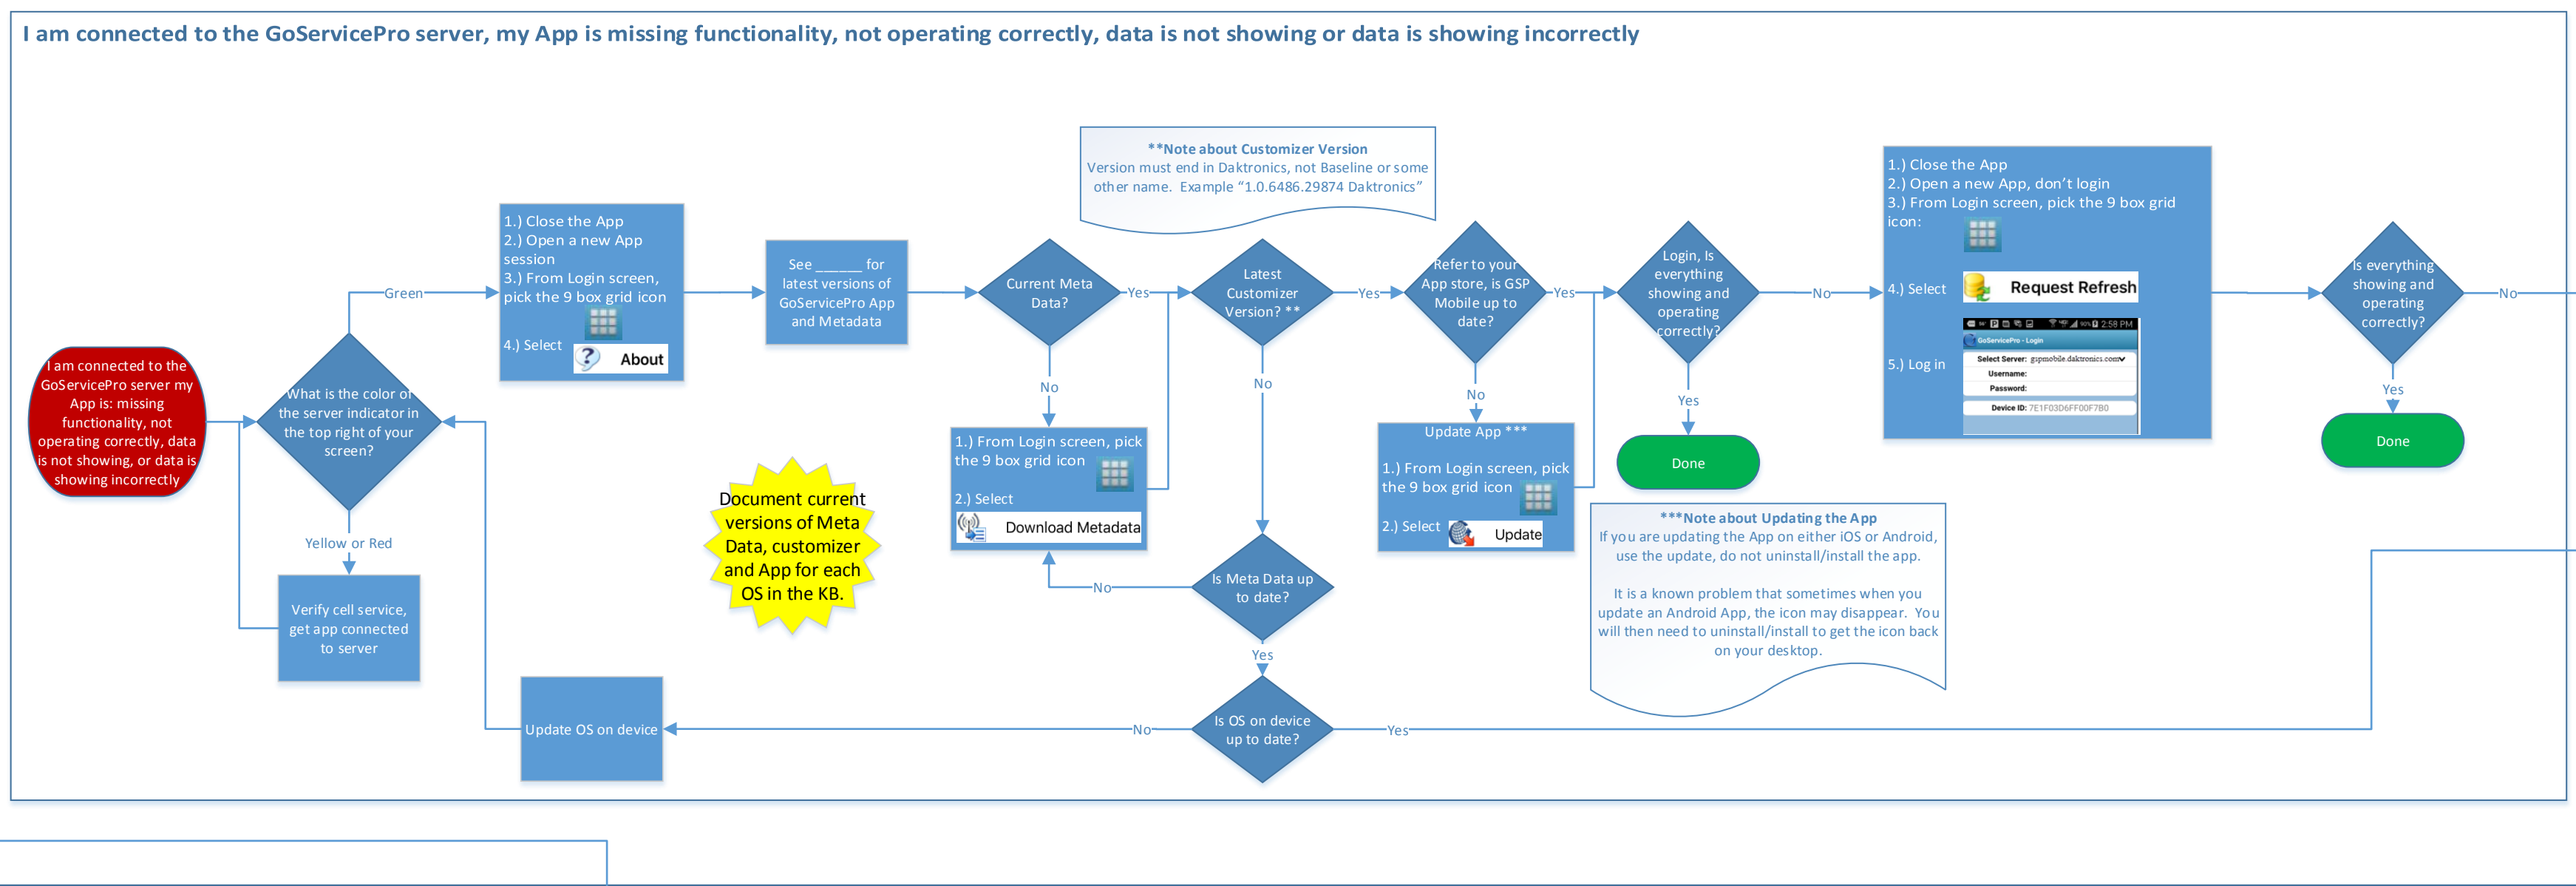 I am connected to the GoServicePro server, my App is missing functionality, not operating correctly, data is not showing or data is showing incorrectly
I am connected to the
GoServicePro server my
App is: missing
functionality, not
operating correctly, data
is not showing, or data is
showing incorrectly
What is the color of
the server indicator in
the top right of your
screen?
Green
Yellow or Red
Verify cell service,
get app connected
to server
1.) Close the App
2.) Open a new App
session
3.) From Login screen,
pick the 9 box grid icon
4.) Select
About
See ______ for
latest versions of
GoServicePro App
and Metadata
Document current
versions of Meta
Data, customizer
and App for each
OS in the KB.
Update OS on device
Current Meta
Data?
Yes
No
1.) From Login screen, pick
the 9 box grid icon
2.) Select
Download Metadata
**Note about Customizer Version
Version must end in Daktronics, not Baseline or some
other name.  Example “1.0.6486.29874 Daktronics”
Latest
Customizer
Version? **
Yes
No
Is Meta Data up
to date?
No
Yes
Is OS on device
up to date?
No
Yes
Refer to your
App store, is GSP
Mobile up to
date?
Yes
No
Update App ***
1.) From Login screen, pick
the 9 box grid icon
2.) Select
Update
Login, Is
everything
showing and
operating
correctly?
No
Yes
Done
***Note about Updating the App
If you are updating the App on either iOS or Android,
use the update, do not uninstall/install the app.
It is a known problem that sometimes when you
update an Android App, the icon may disappear.  You
will then need to uninstall/install to get the icon back
on your desktop.
1.) Close the App
2.) Open a new App, don’t login
3.) From Login screen, pick the 9 box grid
icon:
4.) Select
Request Refresh
5.) Log in
90% 2:58 PM
GoServicePro - Login
Select Server: gspmobile.daktronics.com
Username:
Password:
Device ID: 7E1F03D6FF00F7B0
Is everything
showing and
operating
correctly?
No
Yes
Done